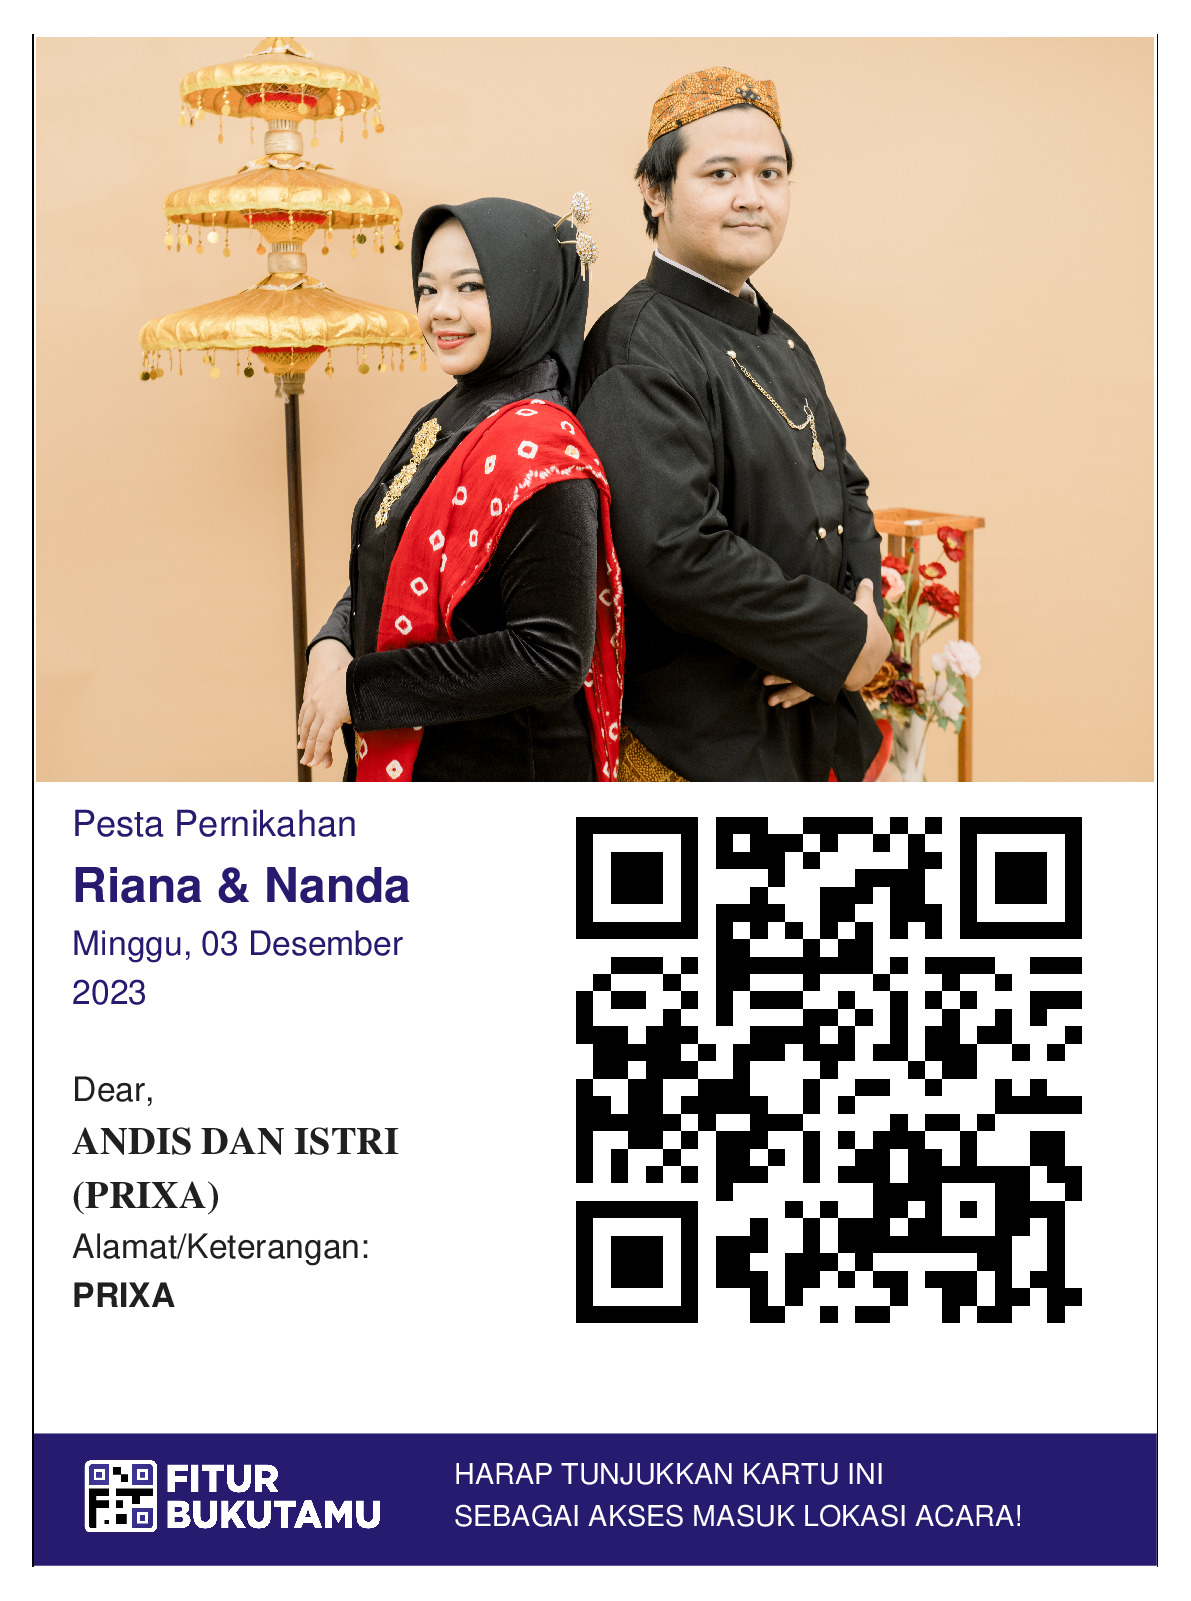 Pesta Pernikahan
Riana & Nanda
Minggu, 03 Desember
2023
Dear,
ANDIS DAN ISTRI
(PRIXA)
Alamat/Keterangan:
PRIXA
FITUR
BUKUTAMU
HARAP TUNJUKKAN KARTU INI
SEBAGAI AKSES MASUK LOKASI ACARA!